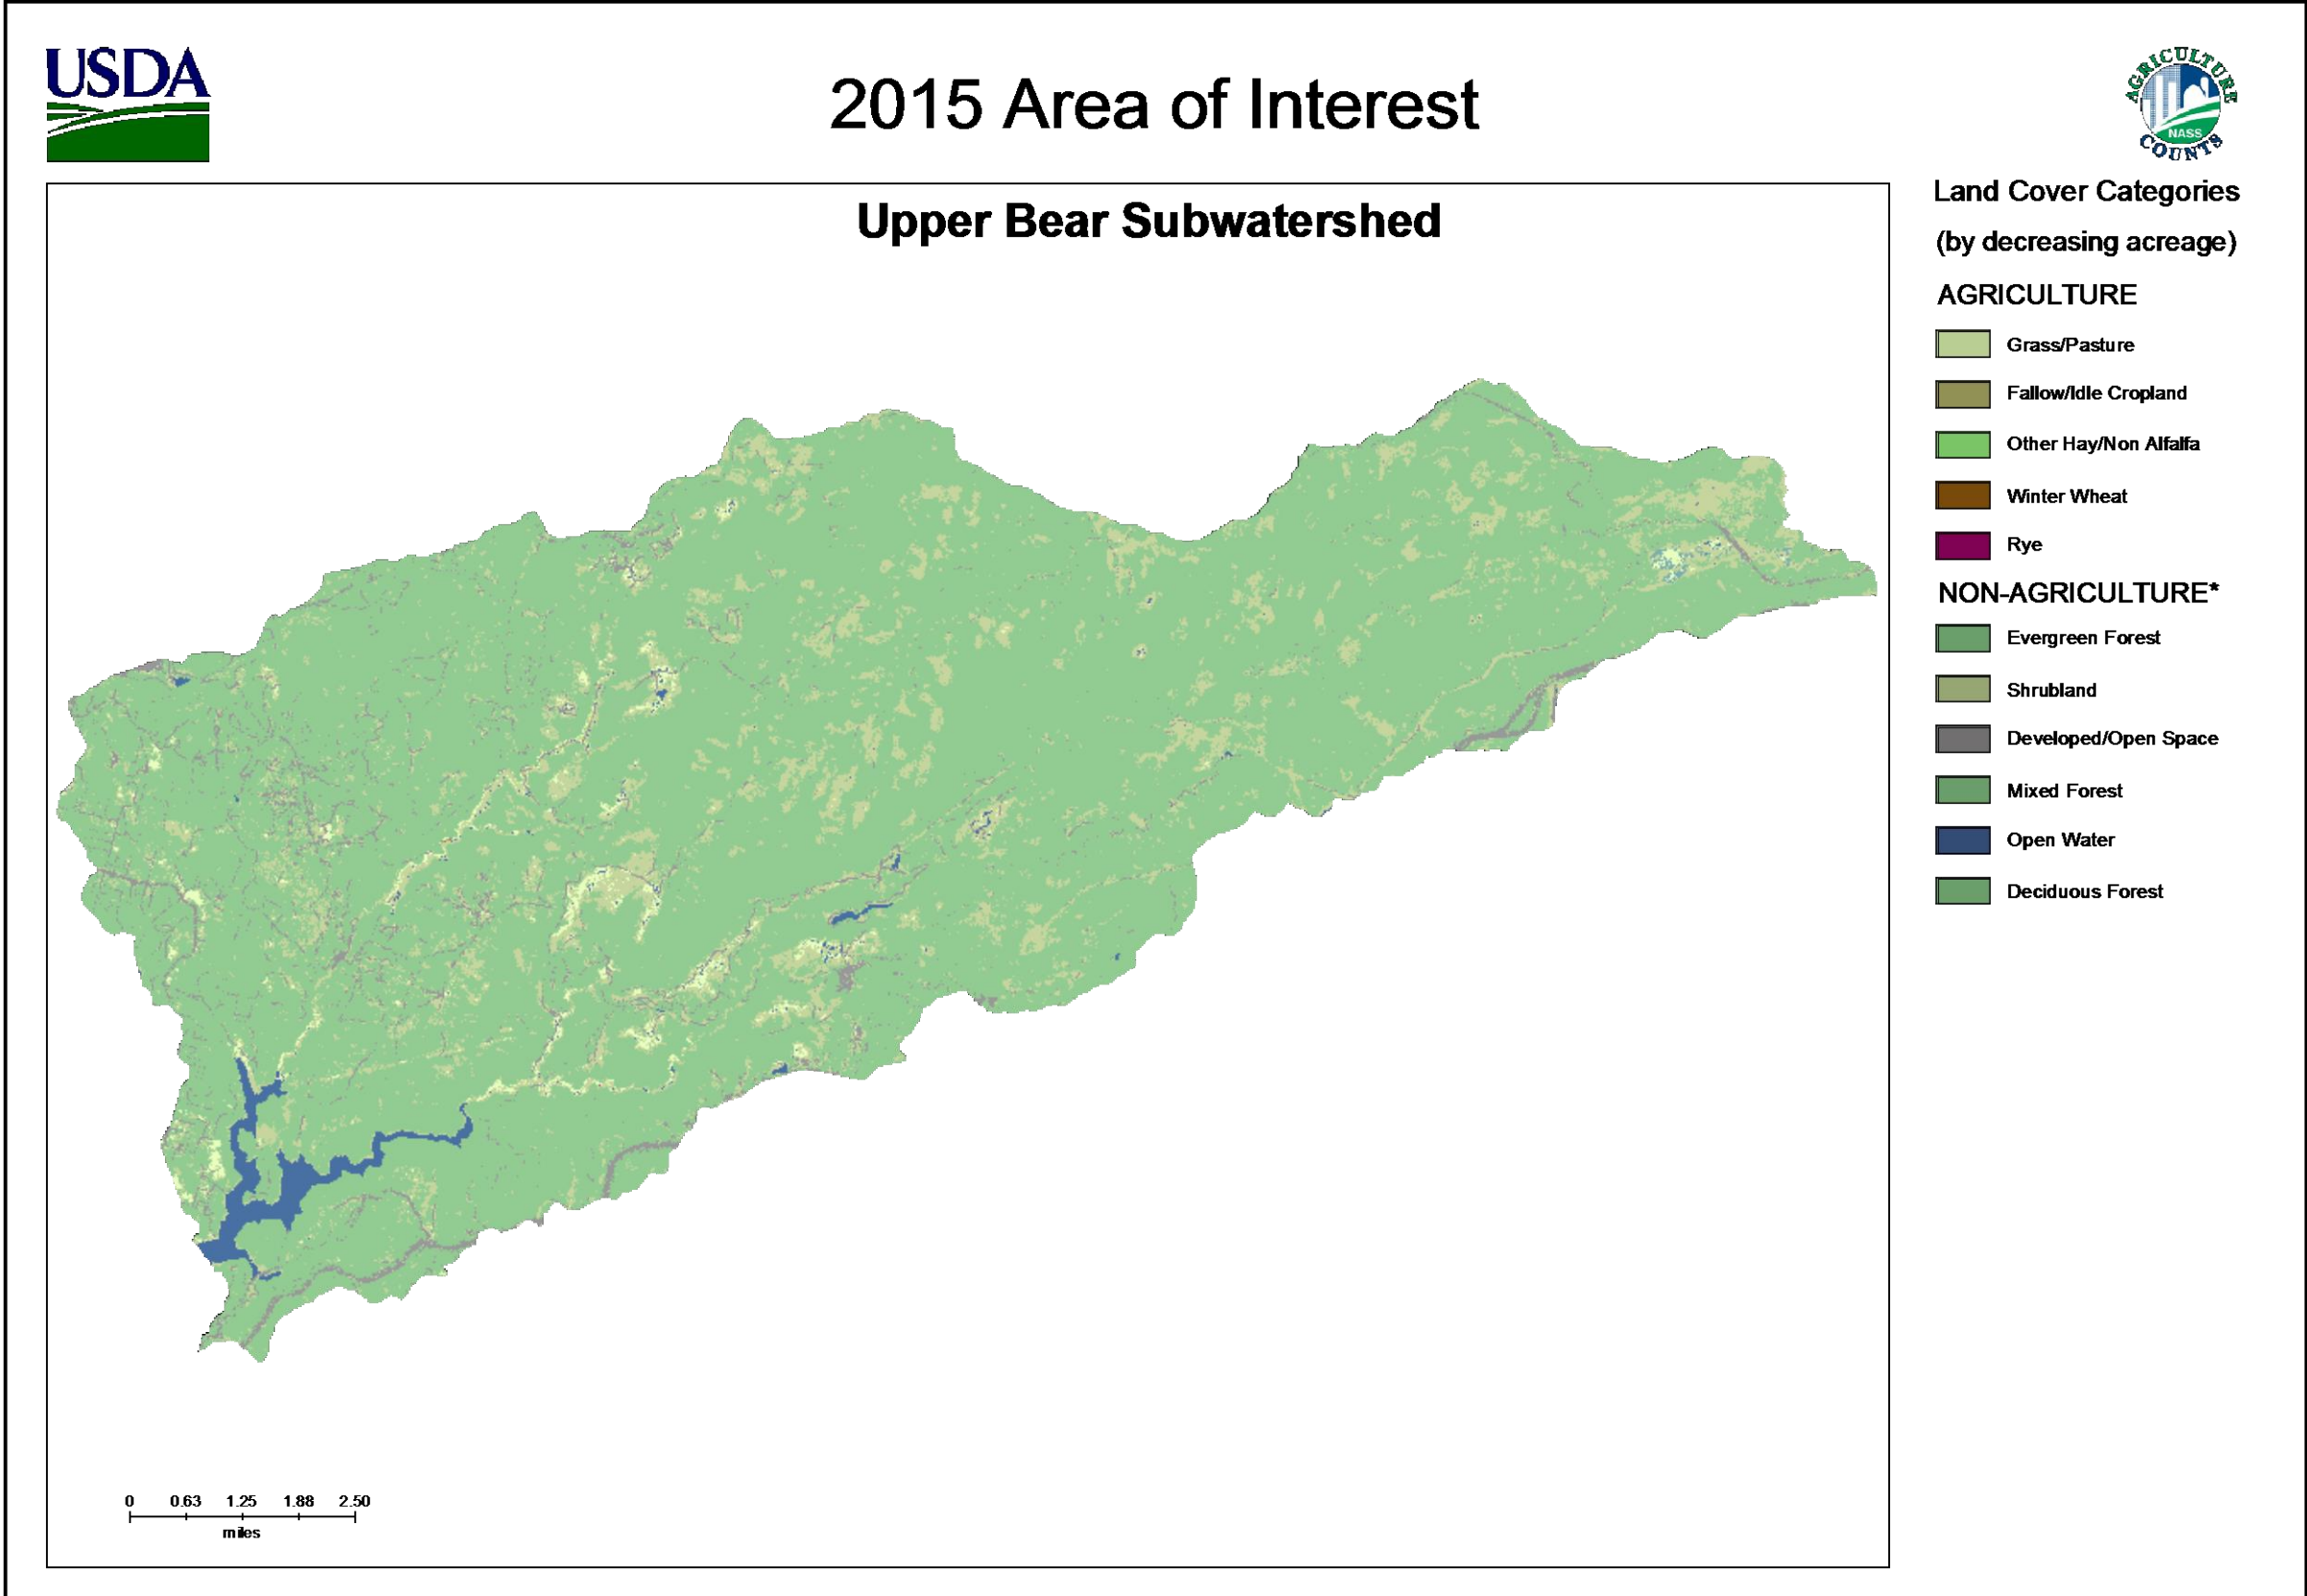 USDA
2015 Area of Interest
AGRICULTURE
NASS
COUNTS
Upper Bear Subwatershed
Land Cover Categories
(by decreasing acreage)
AGRICULTURE
Grass/Pasture
Fallow/Idle Cropland
Other Hay/Non Alfalfa
Winter Wheat
Rye
NON-AGRICULTURE*
Evergreen Forest
Shrubland
Developed/Open Space
Mixed Forest
Open Water
Deciduous Forest
0 0.63 1.25 1.88 2.50
miles